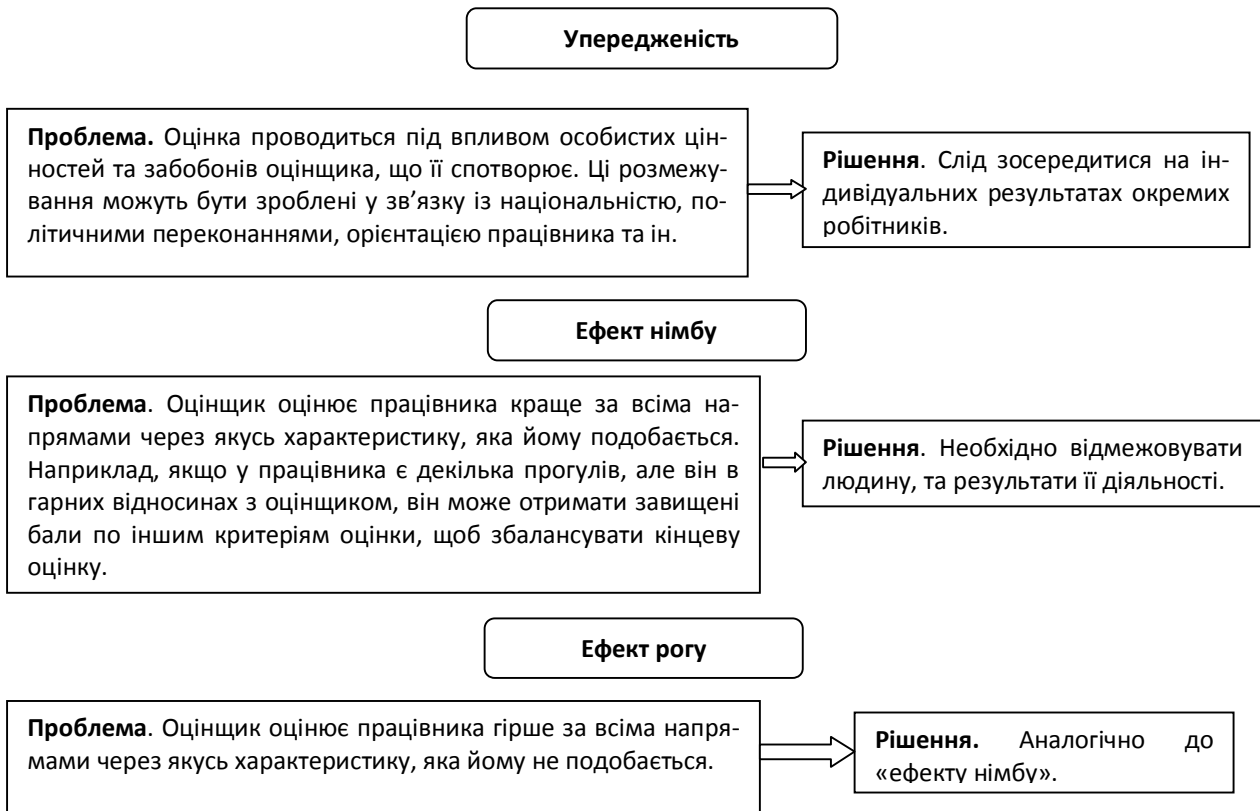 Упередженість
Проблема. Оцінка проводиться під впливом особистих цін-
ностей та забобонів оцінщика, що її спотворює. Ці розмежу-
вання можуть бути зроблені у зв’язку із національністю, по-
літичними переконаннями, орієнтацією працівника та ін.
Рішення. Слід зосередитися на ін-
дивідуальних результатах окремих
робітників.
Ефект німбу
Проблема. Оцінщик оцінює працівника краще за всіма на-
прямами через якусь характеристику, яка йому подобається.
Наприклад, якщо у працівника є декілька прогулів, але він в
гарних відносинах з оцінщиком, він може отримати завищені
бали по іншим критеріям оцінки, щоб збалансувати кінцеву
оцінку.
Рішення. Необхідно відмежовувати
людину, та результати її діяльності.
Ефект рогу
Проблема. Оцінщик оцінює працівника гірше за всіма напря-
мами через якусь характеристику, яка йому не подобається.
Рішення. Аналогічно до
«ефекту німбу».